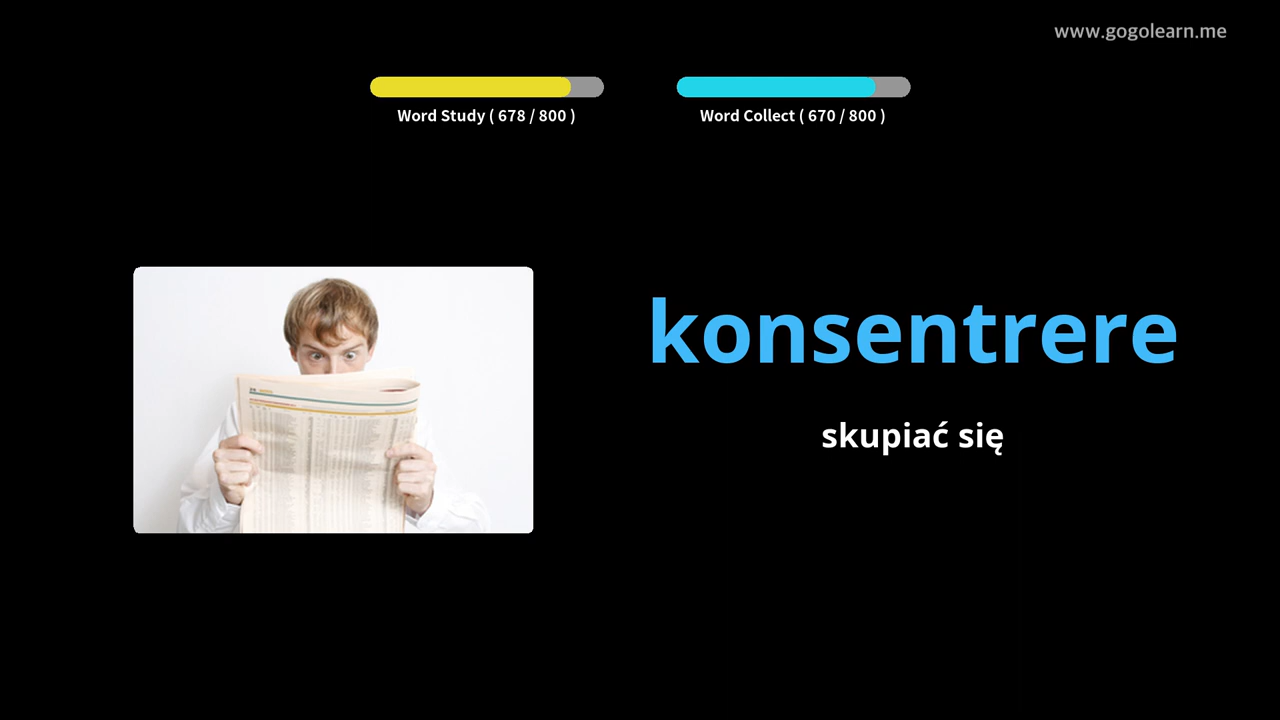 www.gogolearn.me
Word Study ( 678 / 800 )
Word Collect ( 670 / 800 )
konsentrere
skupiać się